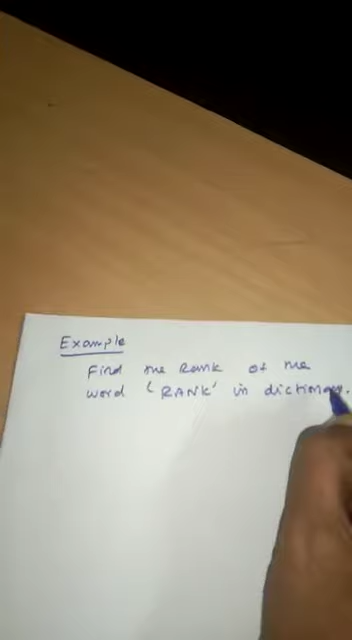 Example
Find the Rank of the
word 'RANK' in dictionary.